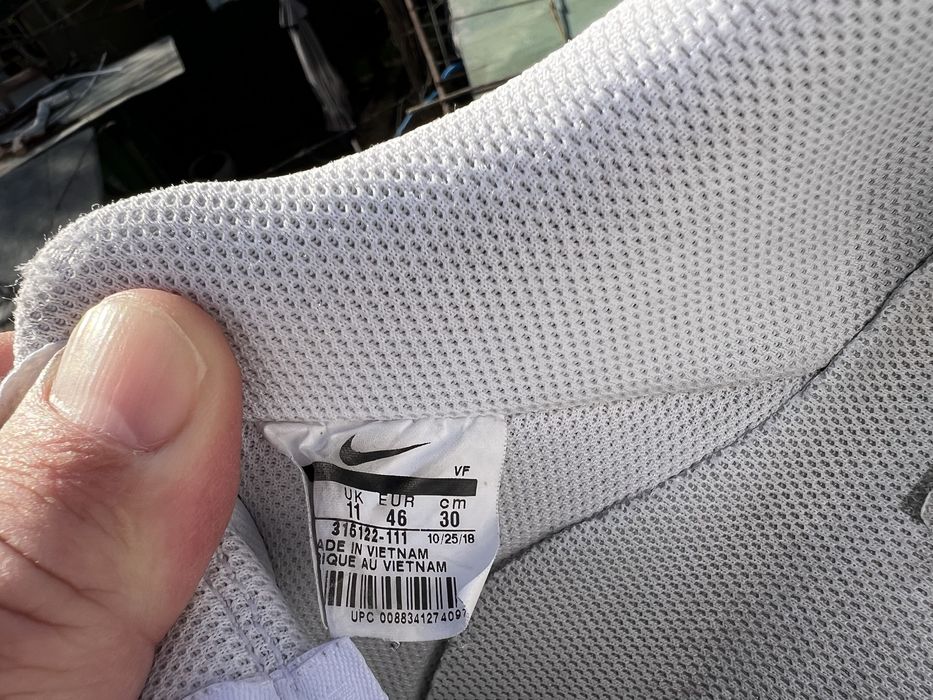 VF
UK EUR cm
11 46 30
316122-111 10/25/18
ADE IN VIETNAM
RIQUE AU VIETNAM
UPC 0088341274097